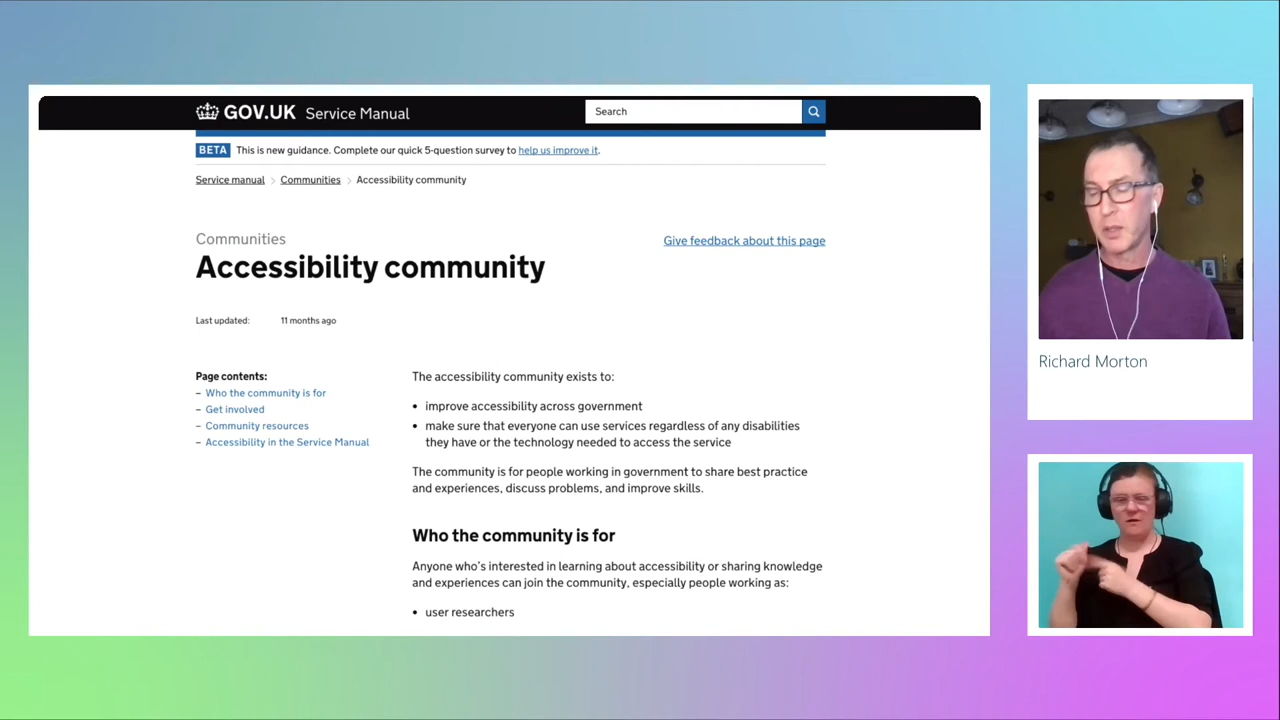 GOV.UK Service Manual
Search
BETA This is new guidance. Complete our quick 5-question survey to help us improve it.
Service manual > Communities > Accessibility community
Communities
Give feedback about this page
Accessibility community
Last updated: 11 months ago
Page contents:
– Who the community is for
– Get involved
– Community resources
– Accessibility in the Service Manual
The accessibility community exists to:
• improve accessibility across government
• make sure that everyone can use services regardless of any disabilities
they have or the technology needed to access the service
The community is for people working in government to share best practice
and experiences, discuss problems, and improve skills.
Who the community is for
Anyone who's interested in learning about accessibility or sharing knowledge
and experiences can join the community, especially people working as:
• user researchers
Richard Morton